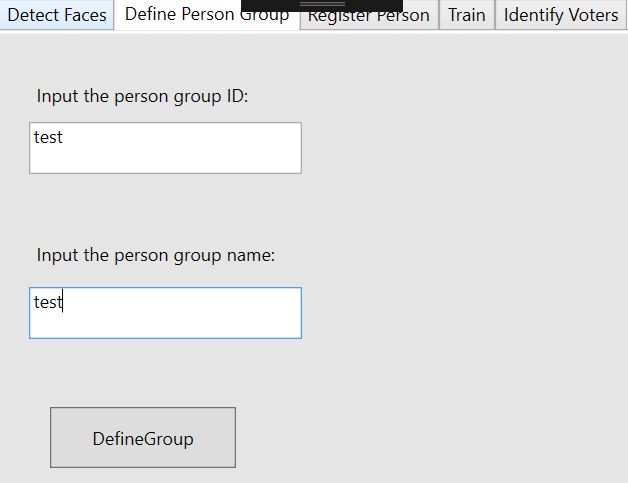 Detect Faces Define Person Group Register Person Train Identify Voters
Input the person group ID:
test
Input the person group name:
test
DefineGroup